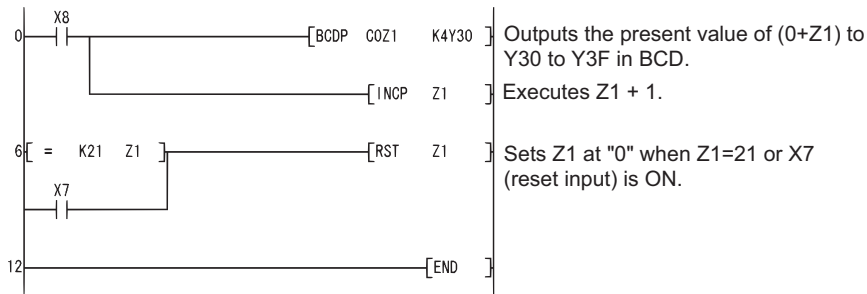 X8
0 BCDP C0Z1 K4Y30 Outputs the present value of (0+Z1) to
Y30 to Y3F in BCD.
INCP Z1 Executes Z1 + 1.
6 = K21 Z1 RST Z1 Sets Z1 at "0" when Z1=21 or X7
(reset input) is ON.
X7
12 END